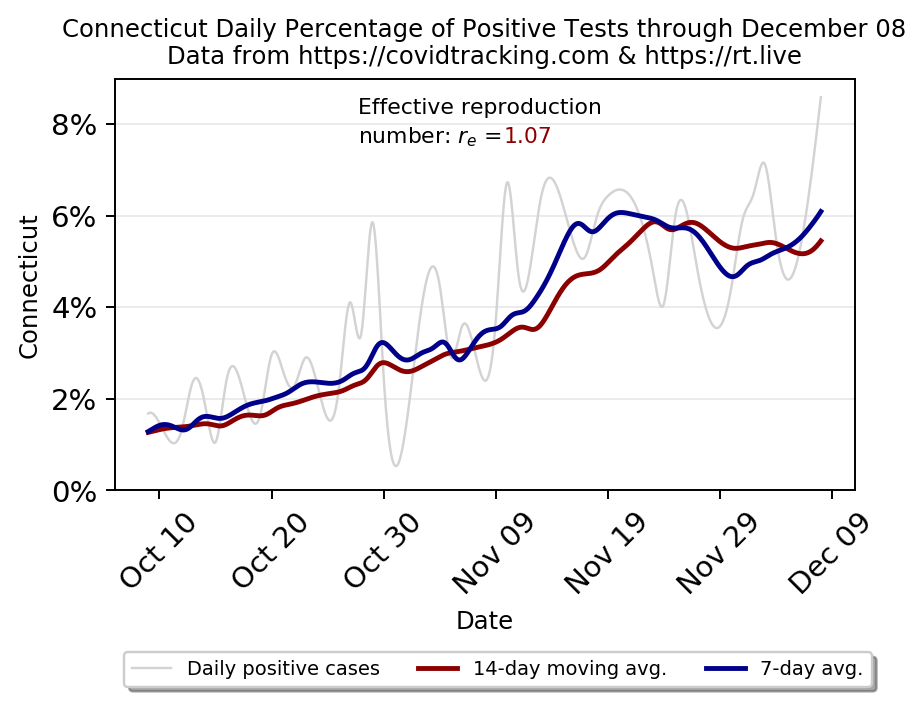 Connecticut Daily Percentage of Positive Tests through December 08
Data from https://covidtracking.com & https://rt.live
Effective reproduction
number: rₑ =1.07
Connecticut
8%
6%
4%
2%
0%
Oct 10
Oct 20
Oct 30
Nov 09
Nov 19
Nov 29
Dec 09
Date
Daily positive cases
14-day moving avg.
7-day avg.